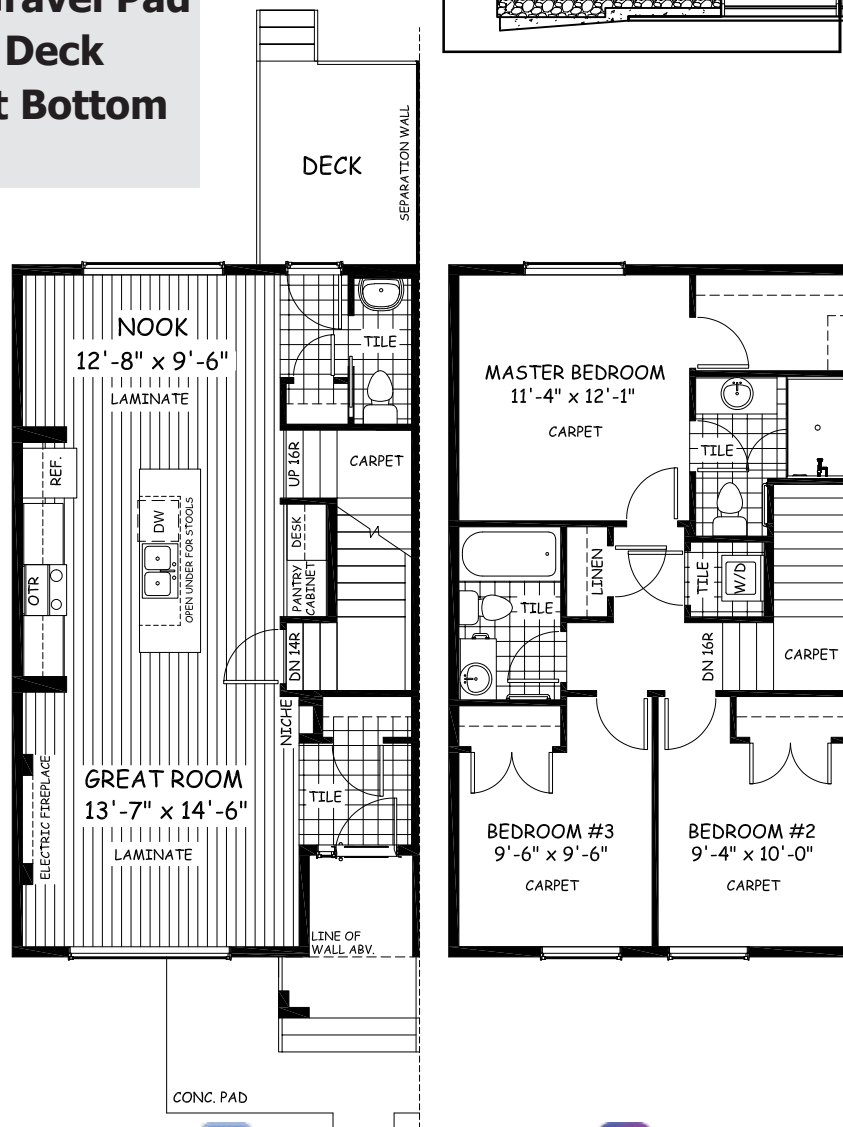 Gravel Pad
Deck
t Bottom
DECK
SEPARATION WALL
NOOK
12'-8" x 9'-6"
LAMINATE
TILE
REF.
UP 16R
CARPET
DW
OPEN UNDER FOR STOOLS
DESK
PANTRY
CABINET
OTR
DN 14R
NICHE
GREAT ROOM
13'-7" x 14'-6"
LAMINATE
ELECTRIC FIREPLACE
TILE
LINE OF
WALL ABV.
CONC. PAD
MASTER BEDROOM
11'-4" x 12'-1"
CARPET
TILE
LINEN
TILE
W/D
TILE
DN 16R
CARPET
BEDROOM #3
9'-6" x 9'-6"
CARPET
BEDROOM #2
9'-4" x 10'-0"
CARPET